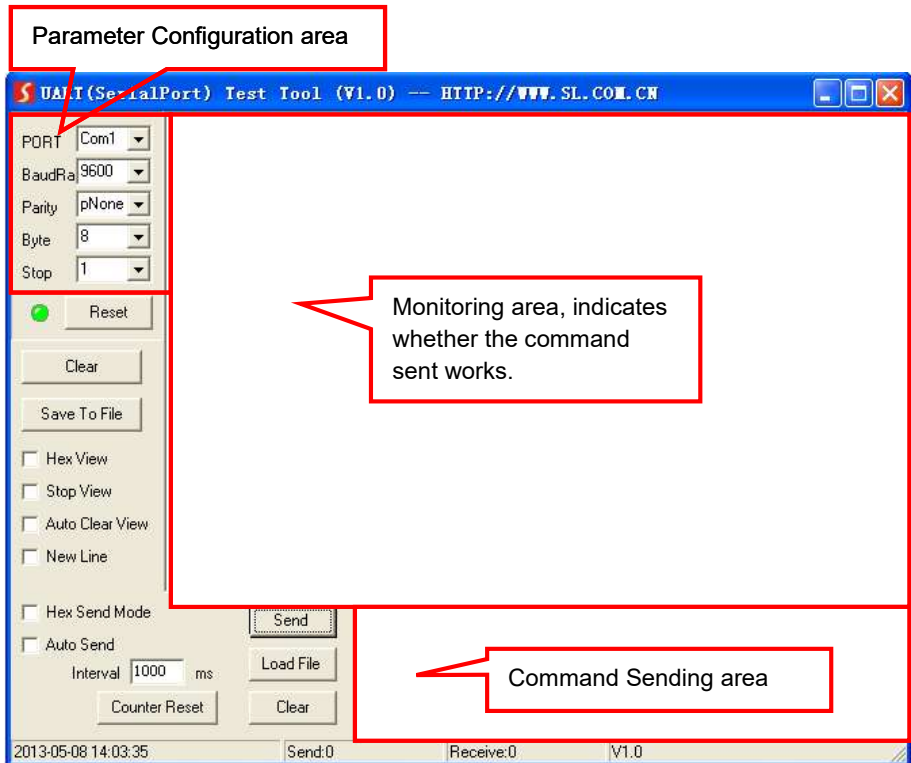 Parameter Configuration area
UART(SerialPort) Test Tool (V1.0) -- HTTP://WWW.SL.COM.CN
PORT Com1
BaudRa 9600
Parity pNone
Byte 8
Stop 1
Reset
Clear
Save To File
Hex View
Stop View
Auto Clear View
New Line
Monitoring area, indicates
whether the command
sent works.
Hex Send Mode
Send
Auto Send
Interval 1000 ms
Load File
Counter Reset
Clear
Command Sending area
2013-05-08 14:03:35 Send:0 Receive:0 V1.0